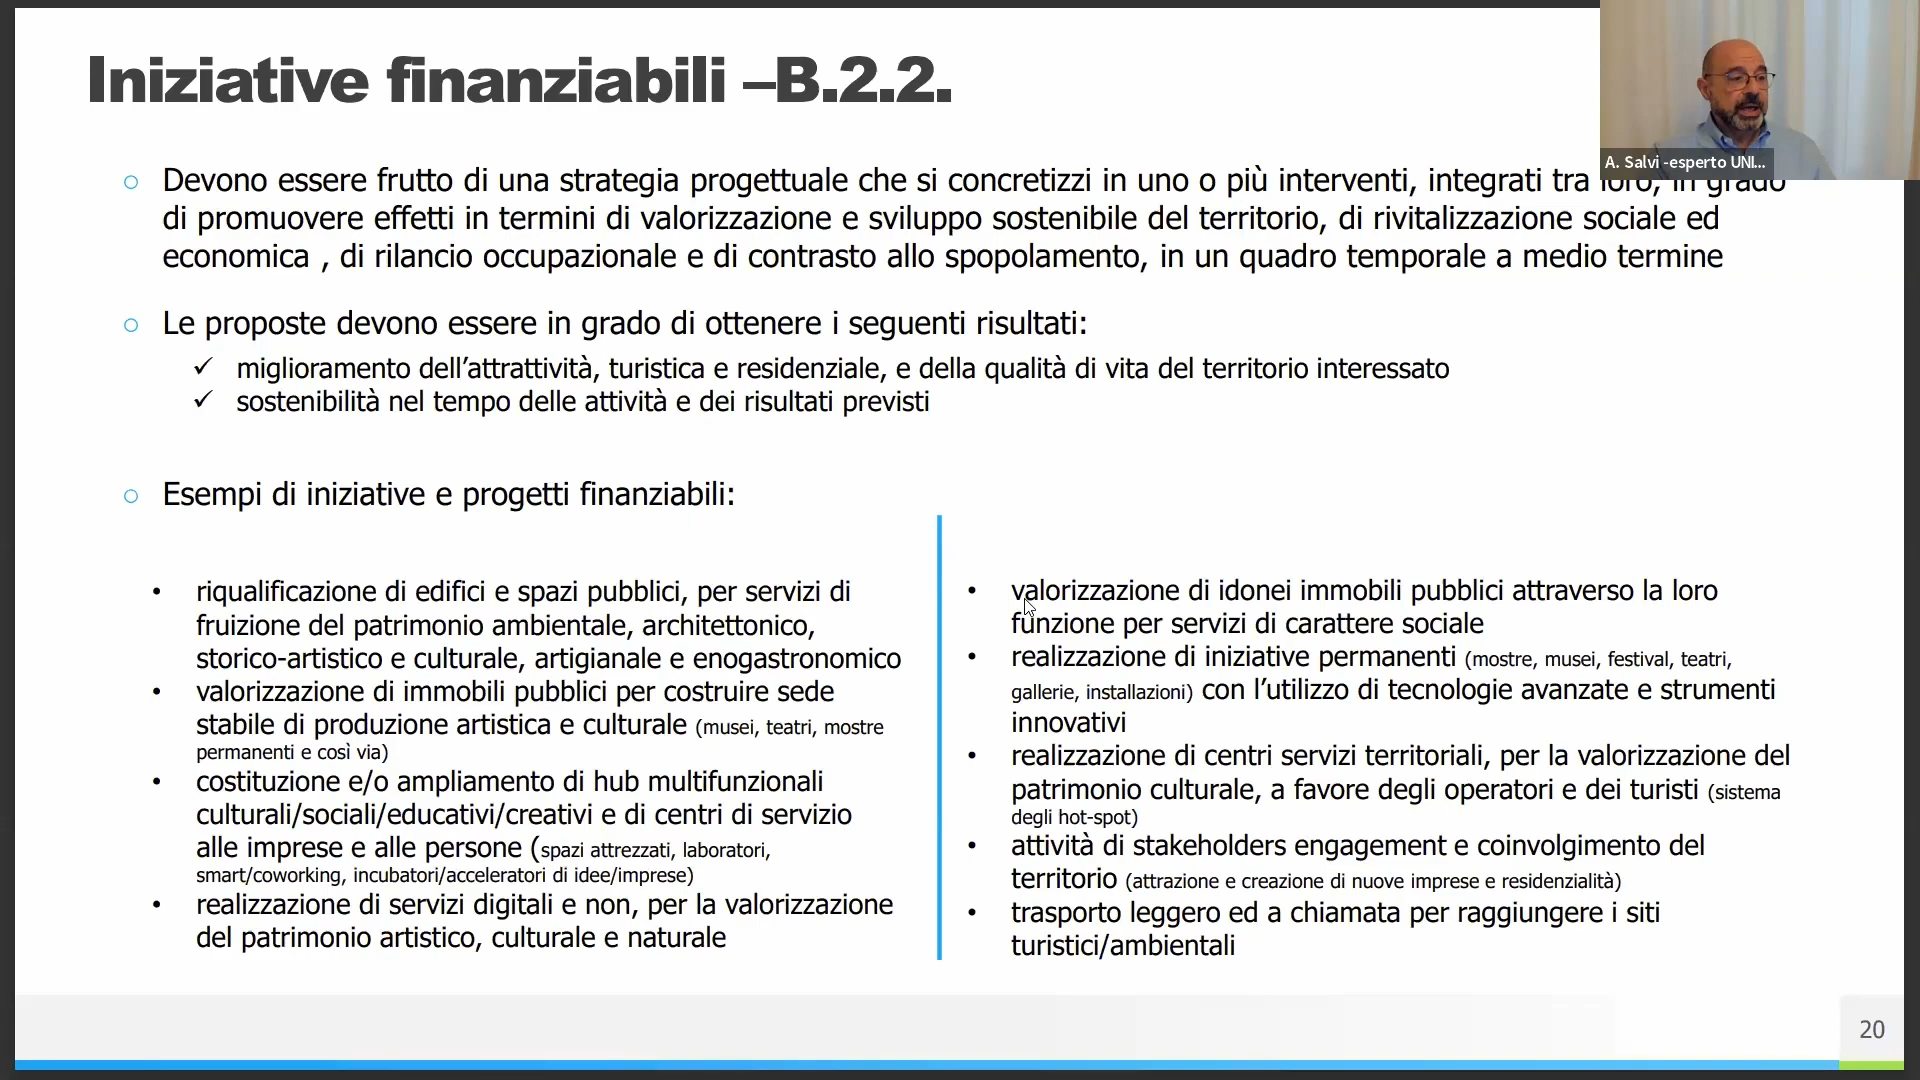 Iniziative finanziabili –B.2.2.
A. Salvi -esperto UNI...
Devono essere frutto di una strategia progettuale che si concretizzi in uno o più interventi, integrati tra loro, in grado
di promuovere effetti in termini di valorizzazione e sviluppo sostenibile del territorio, di rivitalizzazione sociale ed
economica , di rilancio occupazionale e di contrasto allo spopolamento, in un quadro temporale a medio termine
Le proposte devono essere in grado di ottenere i seguenti risultati:
✓ miglioramento dell’attrattività, turistica e residenziale, e della qualità di vita del territorio interessato
✓ sostenibilità nel tempo delle attività e dei risultati previsti
Esempi di iniziative e progetti finanziabili:
• riqualificazione di edifici e spazi pubblici, per servizi di
fruizione del patrimonio ambientale, architettonico,
storico-artistico e culturale, artigianale e enogastronomico
• valorizzazione di immobili pubblici per costruire sede
stabile di produzione artistica e culturale (musei, teatri, mostre
permanenti e così via)
• costituzione e/o ampliamento di hub multifunzionali
culturali/sociali/educativi/creativi e di centri di servizio
alle imprese e alle persone (spazi attrezzati, laboratori,
smart/coworking, incubatori/acceleratori di idee/imprese)
• realizzazione di servizi digitali e non, per la valorizzazione
del patrimonio artistico, culturale e naturale
• valorizzazione di idonei immobili pubblici attraverso la loro
funzione per servizi di carattere sociale
• realizzazione di iniziative permanenti (mostre, musei, festival, teatri,
gallerie, installazioni) con l’utilizzo di tecnologie avanzate e strumenti
innovativi
• realizzazione di centri servizi territoriali, per la valorizzazione del
patrimonio culturale, a favore degli operatori e dei turisti (sistema
degli hot-spot)
• attività di stakeholders engagement e coinvolgimento del
territorio (attrazione e creazione di nuove imprese e residenzialità)
• trasporto leggero ed a chiamata per raggiungere i siti
turistici/ambientali
20